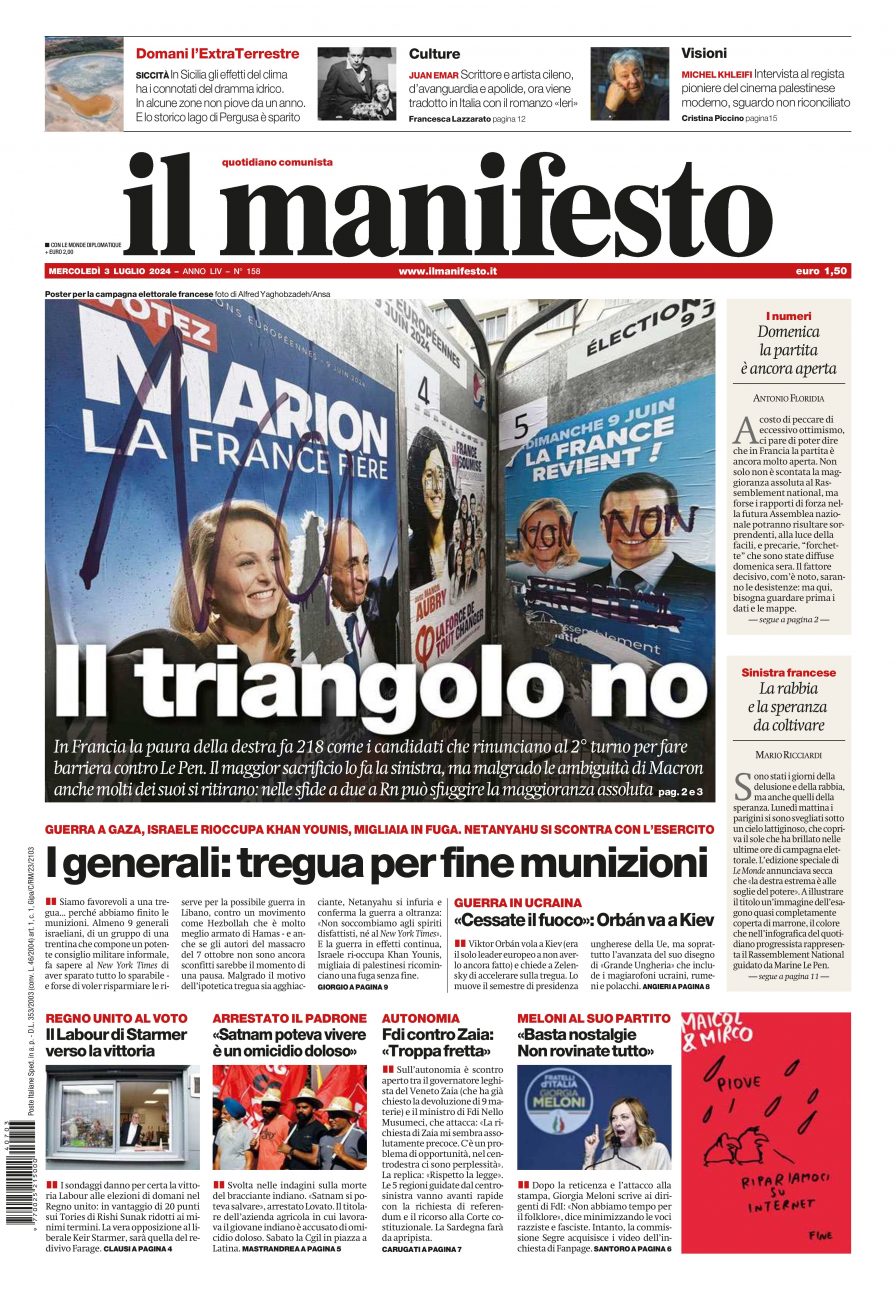 Domani l'ExtraTerrestre
SICCITÀ In Sicilia gli effetti del clima
ha i connotati del dramma idrico.
In alcune zone non piove da un anno.
E lo storico lago di Pergusa è sparito
Culture
JUAN EMAR Scrittore e artista cileno,
d'avanguardia e apolide, ora viene
tradotto in Italia con il romanzo «Ieri»
Francesca Lazzarato pagina 12
Visioni
MICHEL KHLEIFI Intervista al regista
pioniere del cinema palestinese
moderno, sguardo non riconciliato
Cristina Piccino pagina15
quotidiano comunista
il manifesto
CON LE MONDE DIPLOMATIQUE
+ EURO 2,00
MERCOLEDÌ 3 LUGLIO 2024 – ANNO LIV – N° 158
www.ilmanifesto.it
euro 1,50
Poster per la campagna elettorale francese foto di Alfred Yaghobzadeh/Ansa
VOTEZ
MARION
LA FRANCE FIÈRE
Non
EUROPÉENNES
9 JUIN 2024
4
LA FRANCE
INSOUMISE
AVEC MANON
AUBRY
LA FORCE DE
TOUT CHANGER
ÉLECTION
9 J
5
DIMANCHE 9 JUIN
LA FRANCE
REVIENT !
NON NON
Rassemblement
Il triangolo no
In Francia la paura della destra fa 218 come i candidati che rinunciano al 2° turno per fare
barriera contro Le Pen. Il maggior sacrificio lo fa la sinistra, ma malgrado le ambiguità di Macron
anche molti dei suoi si ritirano: nelle sfide a due a Rn può sfuggire la maggioranza assoluta pag. 2 e 3
I numeri
Domenica
la partita
è ancora aperta
ANTONIO FLORIDIA
A costo di peccare di
eccessivo ottimismo,
ci pare di poter dire
che in Francia la partita è
ancora molto aperta. Non
solo non è scontata la mag-
gioranza assoluta al Ras-
semblement national, ma
forse i rapporti di forza nel-
la futura Assemblea nazio-
nale potranno risultare sor-
prendenti, alla luce della
facili, e precarie, “forchet-
te” che sono state diffuse
domenica sera. Il fattore
decisivo, com'è noto, saran-
no le desistenze: ma qui,
bisogna guardare prima i
dati e le mappe.
— segue a pagina 2 —
Sinistra francese
La rabbia
e la speranza
da coltivare
MARIO RICCIARDI
Sono stati i giorni della
delusione e della rabbia,
ma anche quelli della
speranza. Lunedì mattina i
parigini si sono svegliati sotto
un cielo lattiginoso, che copri-
va il sole che ha brillato nelle
ultime ore di campagna elet-
torale. L'edizione speciale di
Le Monde annunciava secca
che «la destra estrema è alle
soglie del potere». A illustrare
il titolo un'immagine dell'esa-
gono quasi completamente
coperta di marrone, il colore
che nell'infografica del quoti-
diano progressista rappresen-
ta il Rassemblement National
guidato da Marine Le Pen.
— segue a pagina 11 —
GUERRA A GAZA, ISRAELE RIOCCUPA KHAN YOUNIS, MIGLIAIA IN FUGA. NETANYAHU SI SCONTRA CON L'ESERCITO
I generali: tregua per fine munizioni
Siamo favorevoli a una tre-
gua... perché abbiamo finito le
munizioni. Almeno 9 generali
israeliani, di un gruppo di una
trentina che compone un poten-
te consiglio militare informale,
fa sapere al New York Times di
aver sparato tutto lo sparabile -
e forse di voler risparmiare le ri-
serve per la possibile guerra in
Libano, contro un movimento
come Hezbollah che è molto
meglio armato di Hamas - e an-
che se gli autori del massacro
del 7 ottobre non sono ancora
sconfitti sarebbe il momento di
una pausa. Malgrado il motivo
dell'ipotetica tregua sia agghiac-
ciante, Netanyahu si infuria e
conferma la guerra a oltranza:
«Non soccombiamo agli spiriti
disfattisti, né al New York Times».
E la guerra in effetti continua,
Israele ri-occupa Khan Younis,
migliaia di palestinesi ricomin-
ciano una fuga senza fine.
GIORGIO A PAGINA 9
GUERRA IN UCRAINA
«Cessate il fuoco»: Orbán va a Kiev
Viktor Orbán vola a Kiev (era
il solo leader europeo a non aver-
lo ancora fatto) e chiede a Zelen-
sky di accelerare sulla tregua. Lo
muove il semestre di presidenza
ungherese della Ue, ma soprat-
tutto l'avanzata del suo disegno
di «Grande Ungheria» che inclu-
de i magiarofoni ucraini, rume-
ni e polacchi. ANGIERI A PAGINA 8
REGNO UNITO AL VOTO
Il Labour di Starmer
verso la vittoria
I sondaggi danno per certa la vitto-
ria Labour alle elezioni di domani nel
Regno unito: in vantaggio di 20 punti
sui Tories di Rishi Sunak ridotti ai mi-
nimi termini. La vera opposizione al li-
berale Keir Starmer, sarà quella del re-
divivo Farage. CLAUSI A PAGINA 4
ARRESTATO IL PADRONE
«Satnam poteva vivere
è un omicidio doloso»
Svolta nelle indagini sulla morte
del bracciante indiano. «Satnam si po-
teva salvare», arrestato Lovato. Il titola-
re dell'azienda agricola in cui lavora-
va il giovane indiano è accusato di omi-
cidio doloso. Sabato la Cgil in piazza a
Latina. MASTRANDREA A PAGINA 5
AUTONOMIA
Fdi contro Zaia:
«Troppa fretta»
Sull'autonomia è scontro
aperto tra il governatore leghi-
sta del Veneto Zaia (che ha già
chiesto la devoluzione di 9 ma-
terie) e il ministro di Fdi Nello
Musumeci, che attacca: «La ri-
chiesta di Zaia mi sembra asso-
lutamente precoce. C'è un pro-
blema di opportunità, nel cen-
trodestra ci sono perplessità».
La replica: «Rispetto la legge».
Le 5 regioni guidate dal centro-
sinistra vanno avanti rapide
con la richiesta di referen-
dum e il ricorso alla Corte co-
stituzionale. La Sardegna farà
da apripista.
CARUGATI A PAGINA 7
MELONI AL SUO PARTITO
«Basta nostalgie
Non rovinate tutto»
FRATELLI
d'ITALIA
GIORGIA
MELONI
Dopo la reticenza e l'attacco alla
stampa, Giorgia Meloni scrive ai diri-
genti di FdI: «Non abbiamo tempo per
il folklore», dice minimizzando le voci
razziste e fasciste. Intanto, la commis-
sione Segre acquisisce i video dell'in-
chiesta di Fanpage. SANTORO A PAGINA 6
MAICOL
& MIRCO
PIOVE
RIPARIAMOCI
SU
INTERNET
FINE
Poste Italiane Sped. in a. p. - D.L. 353/2003 (conv. L. 46/2004) art. 1, c. 1, Gipa/C/RM/23/2103
40703
9 770025 215000